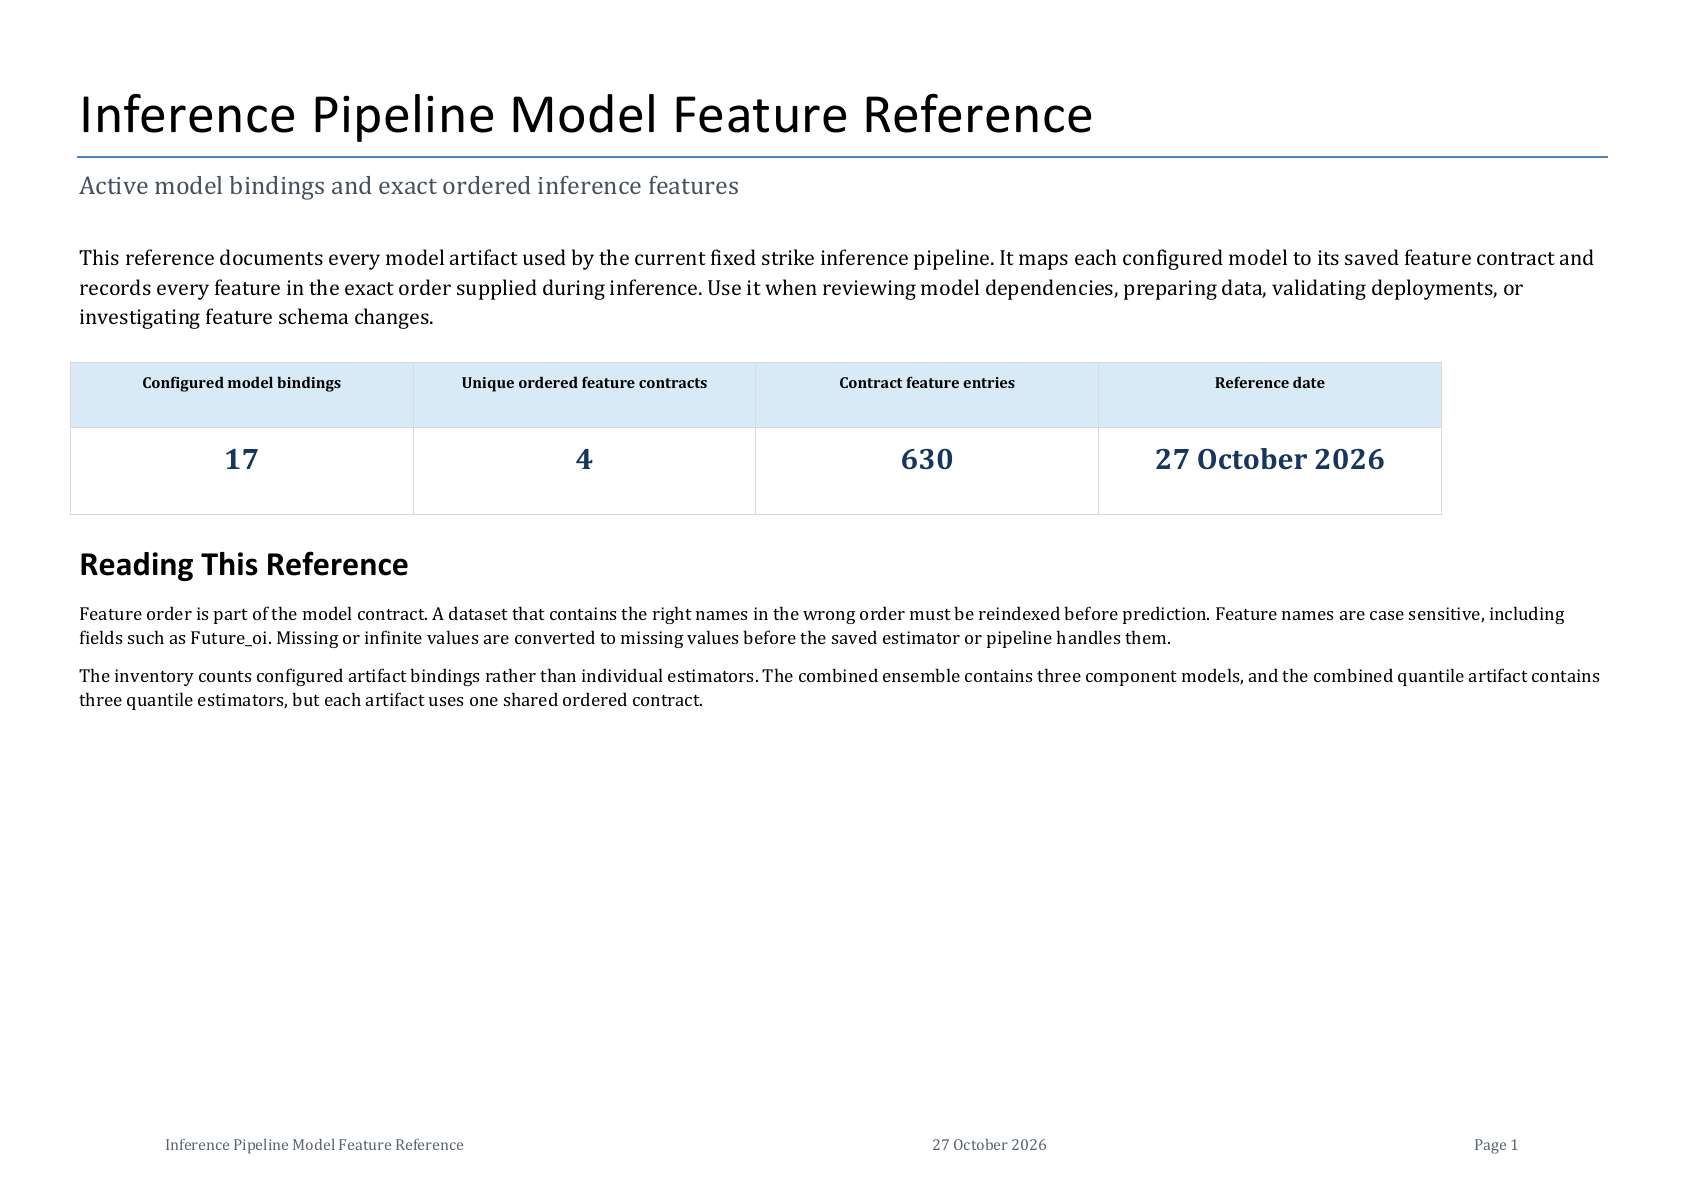 Inference Pipeline Model Feature Reference
Active model bindings and exact ordered inference features
This reference documents every model artifact used by the current fixed strike inference pipeline. It maps each configured model to its saved feature contract and
records every feature in the exact order supplied during inference. Use it when reviewing model dependencies, preparing data, validating deployments, or
investigating feature schema changes.
Configured model bindings
Unique ordered feature contracts
Contract feature entries
Reference date
17
4
630
27 October 2026
Reading This Reference
Feature order is part of the model contract. A dataset that contains the right names in the wrong order must be reindexed before prediction. Feature names are case sensitive, including
fields such as Future_oi. Missing or infinite values are converted to missing values before the saved estimator or pipeline handles them.
The inventory counts configured artifact bindings rather than individual estimators. The combined ensemble contains three component models, and the combined quantile artifact contains
three quantile estimators, but each artifact uses one shared ordered contract.
Inference Pipeline Model Feature Reference
27 October 2026
Page 1